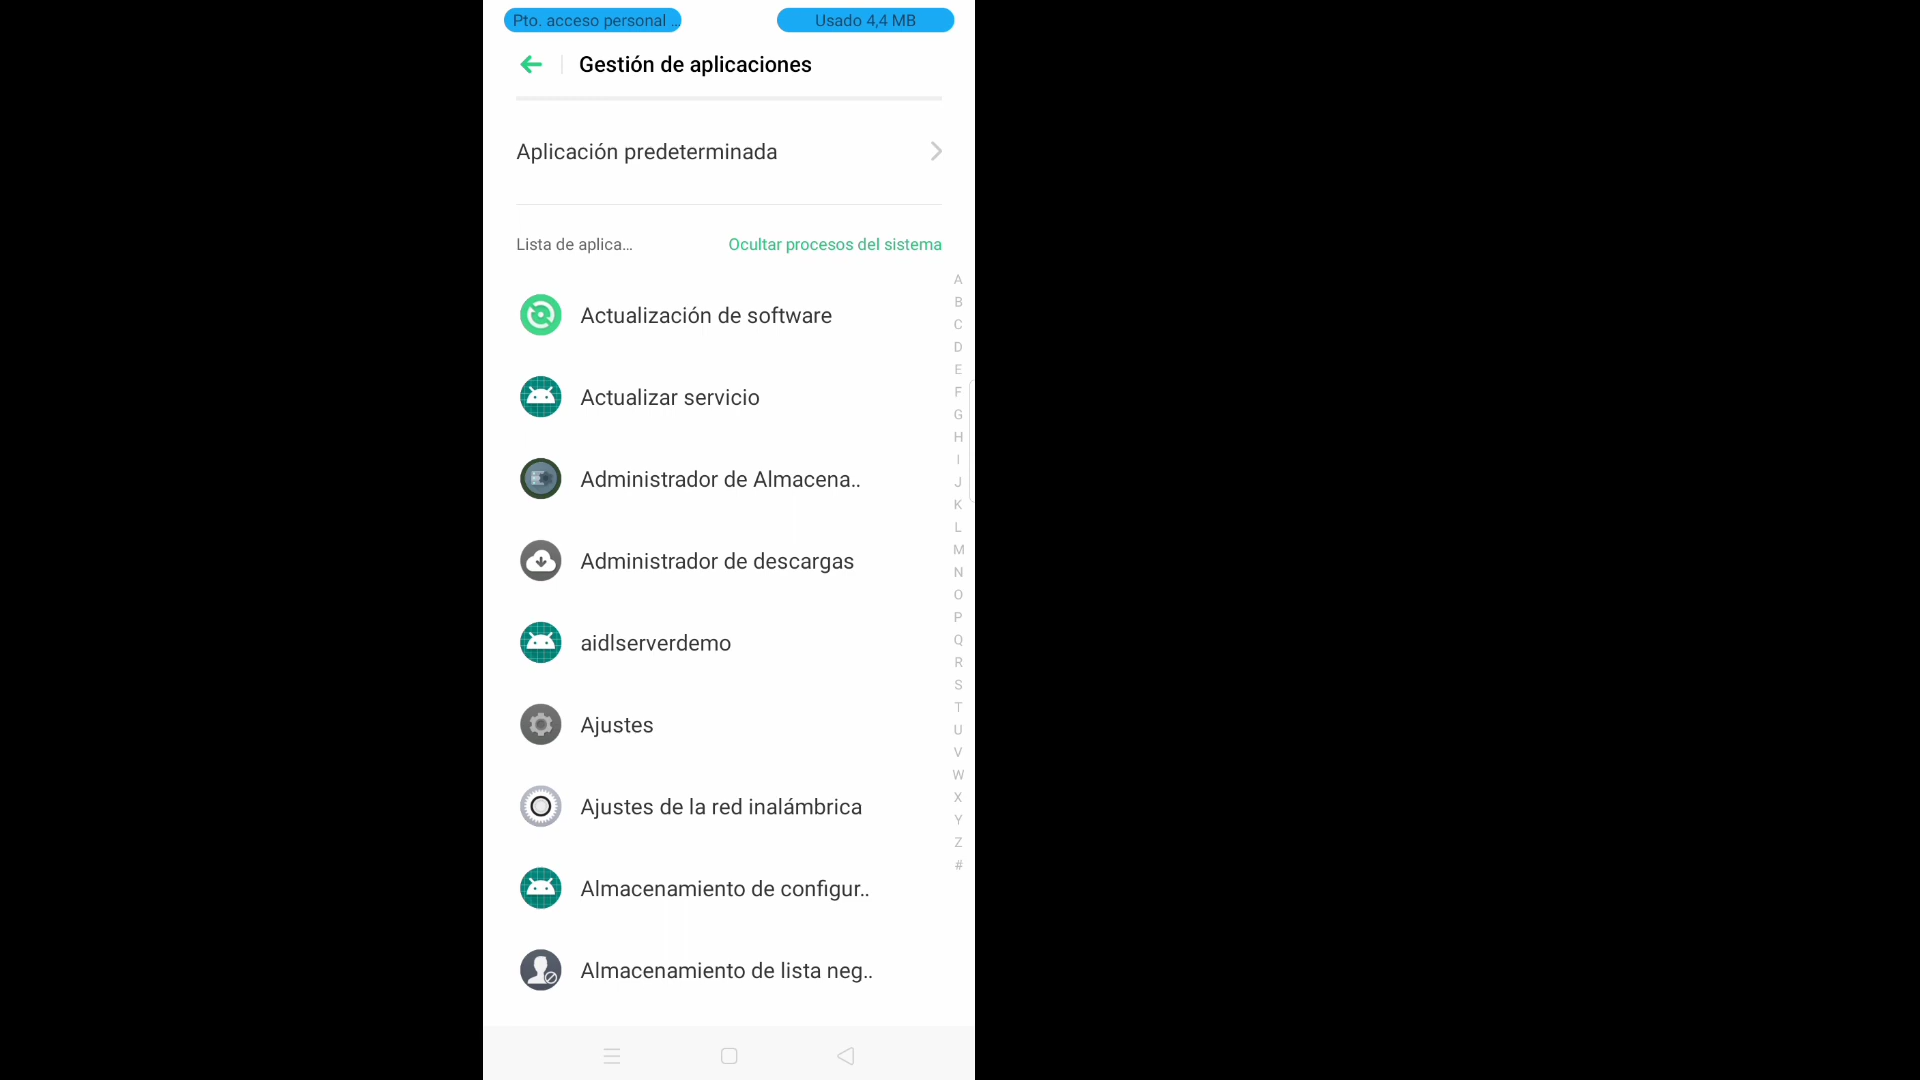 Pto. acceso personal ...
Usado 4,4 MB
Gestión de aplicaciones
Aplicación predeterminada
Lista de aplica...
Ocultar procesos del sistema
Actualización de software
Actualizar servicio
Administrador de Almacena..
Administrador de descargas
aidlserverdemo
Ajustes
Ajustes de la red inalámbrica
Almacenamiento de configur..
Almacenamiento de lista neg..
A
B
C
D
E
F
G
H
I
J
K
L
M
N
O
P
Q
R
S
T
U
V
W
X
Y
Z
#